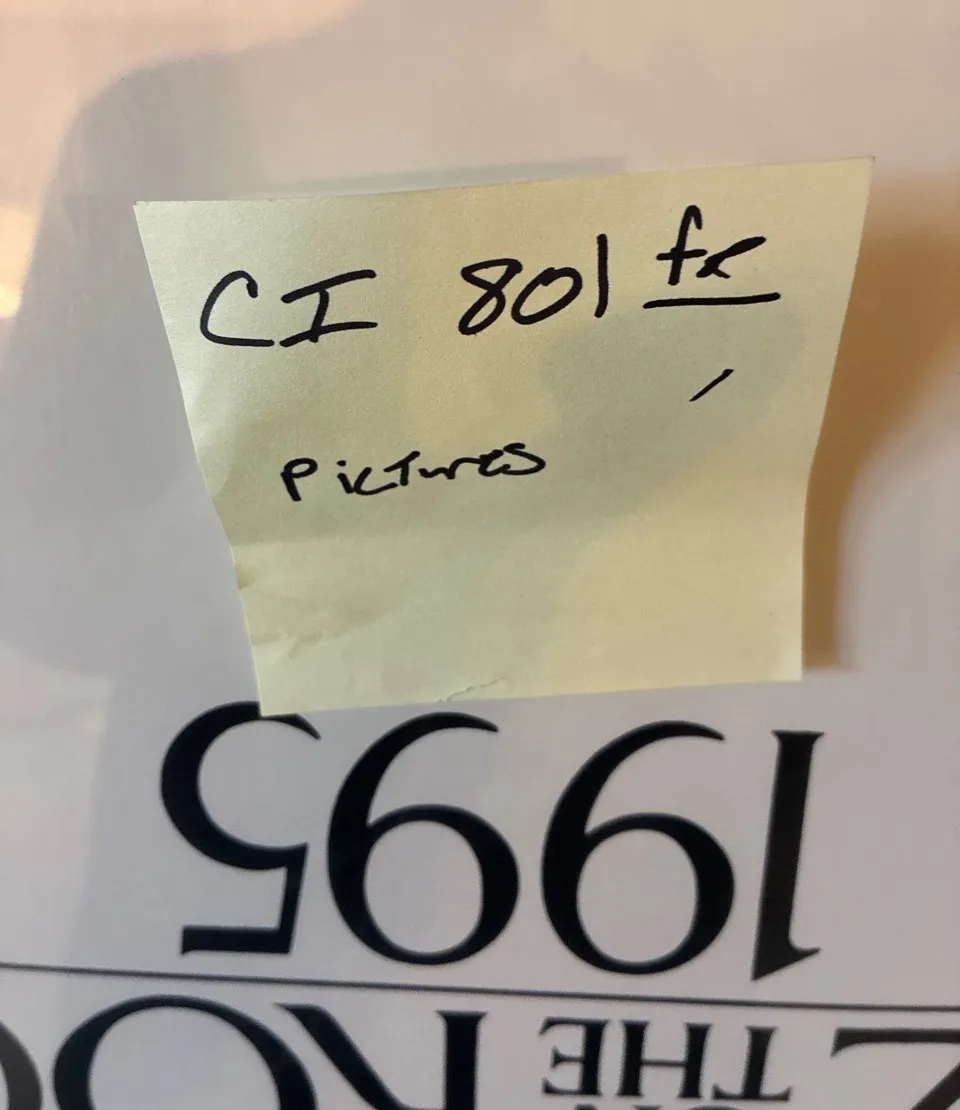 CI 801 fx
Pictures
1995
THE